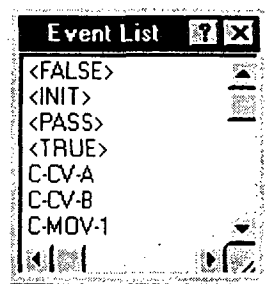 Event List ? X
<FALSE>
<INIT>
<PASS>
<TRUE>
C-CV-A
C-CV-B
C-MOV-1